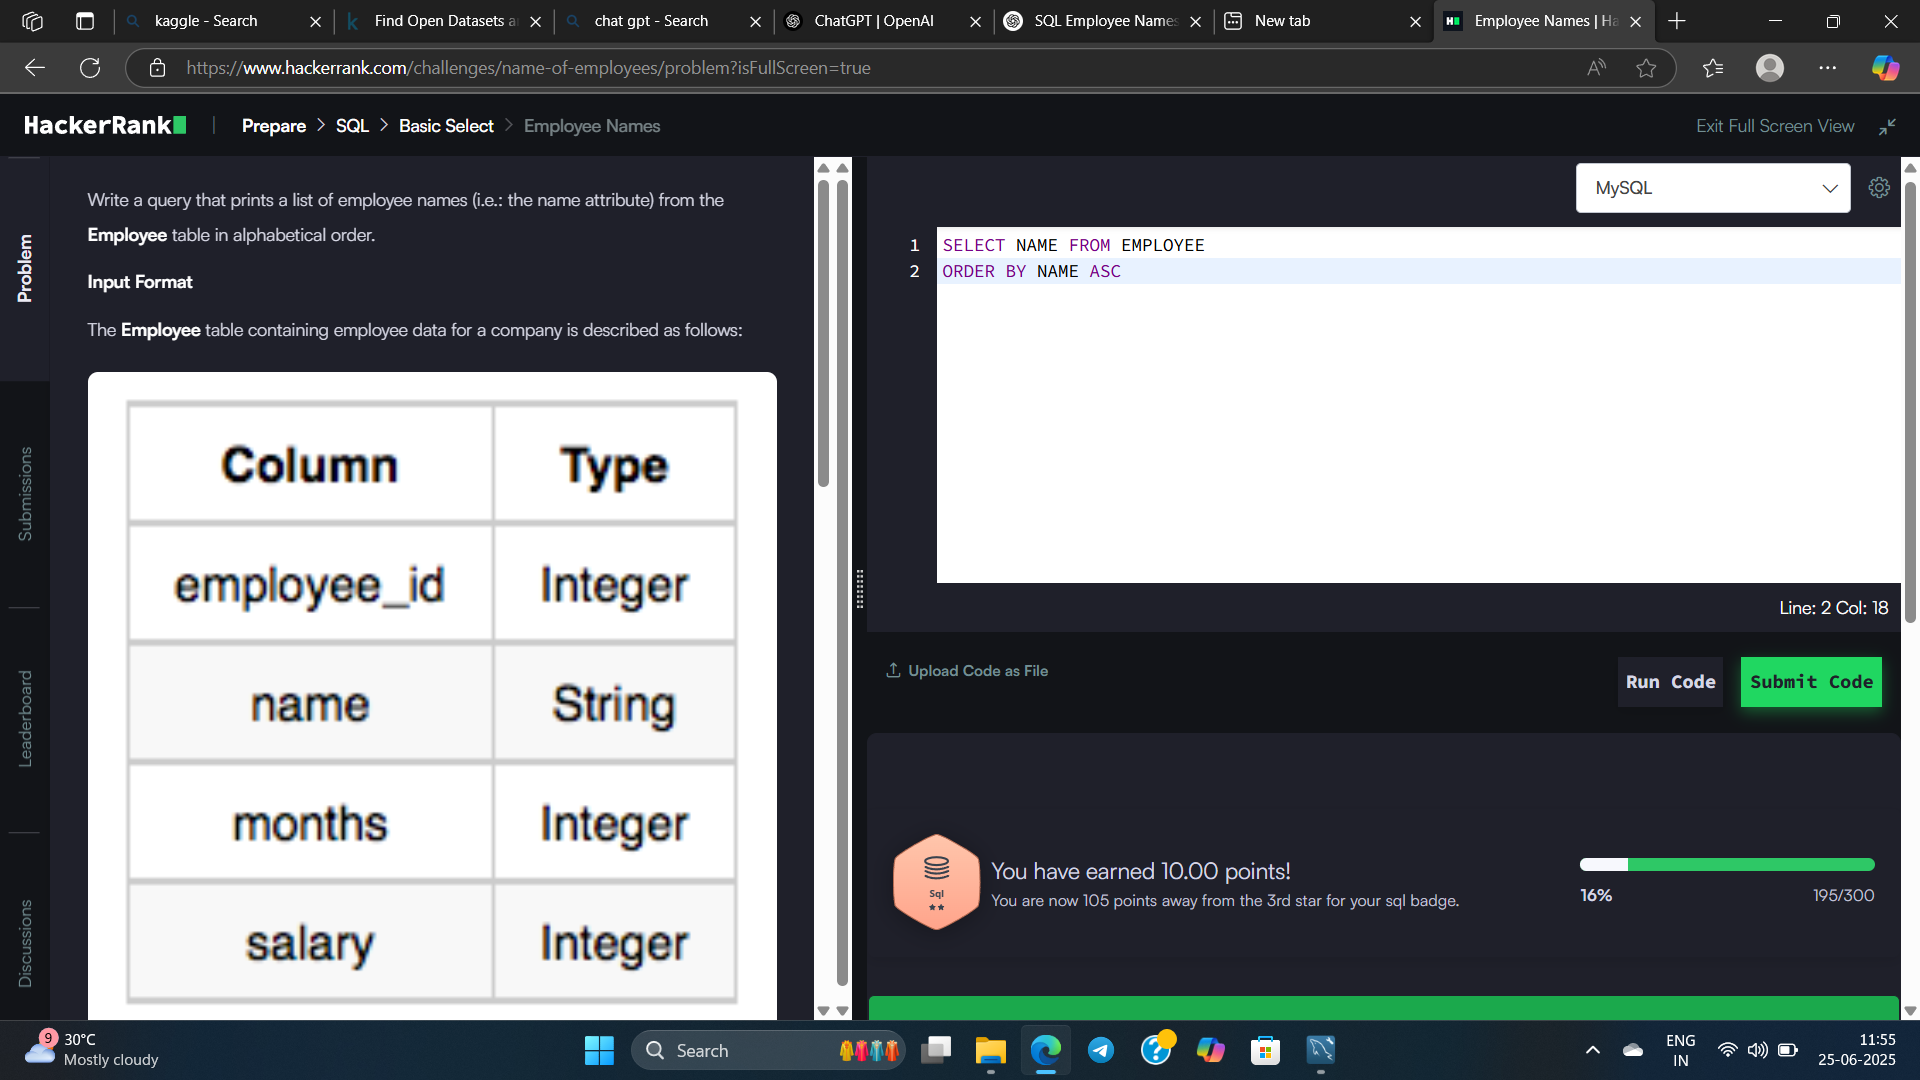 kaggle - Search
Find Open Datasets a
chat gpt - Search
ChatGPT | OpenAI
SQL Employee Names
New tab
Employee Names | Ha
https://www.hackerrank.com/challenges/name-of-employees/problem?isFullScreen=true
HackerRank
Prepare > SQL > Basic Select > Employee Names
Exit Full Screen View
Problem
Submissions
Leaderboard
Discussions
Write a query that prints a list of employee names (i.e.: the name attribute) from the
Employee table in alphabetical order.
Input Format
The Employee table containing employee data for a company is described as follows:
Column Type
employee_id Integer
name String
months Integer
salary Integer
MySQL
1 SELECT NAME FROM EMPLOYEE
2 ORDER BY NAME ASC
Line: 2 Col: 18
Upload Code as File
Run Code
Submit Code
Sql
You have earned 10.00 points!
You are now 105 points away from the 3rd star for your sql badge.
16%
195/300
9
30°C
Mostly cloudy
Search
ENG
IN
11:55
25-06-2025